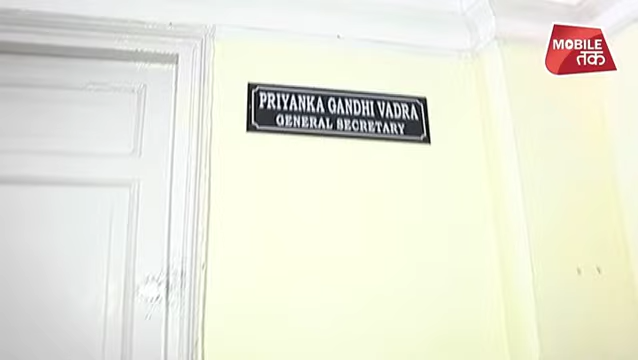 MOBILE
तक
PRIYANKA GANDHI VADRA
GENERAL SECRETARY